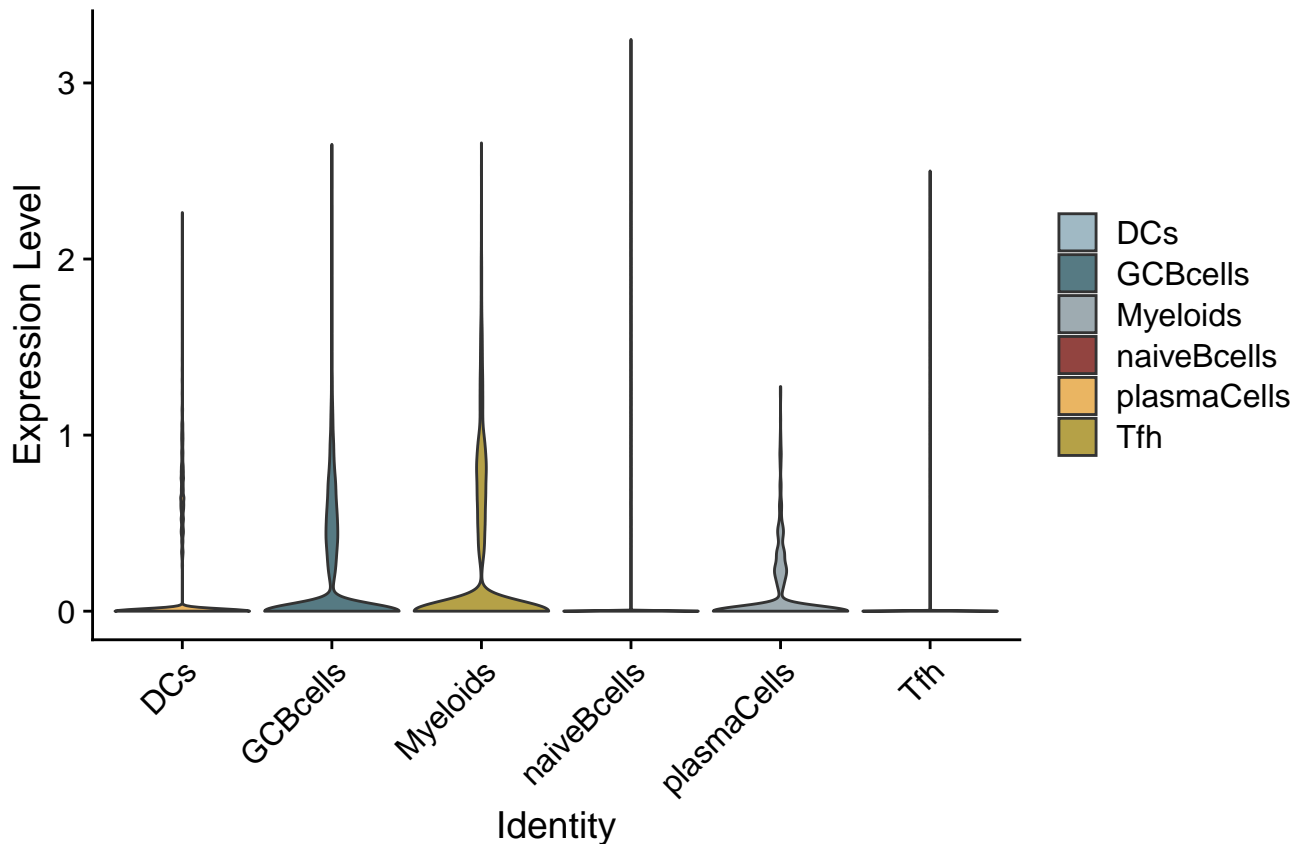 3
2
1
0
Expression Level
DCs
GCBcells
Myeloids
naiveBcells
plasmaCells
Tfh
Identity
DCs
GCBcells
Myeloids
naiveBcells
plasmaCells
Tfh